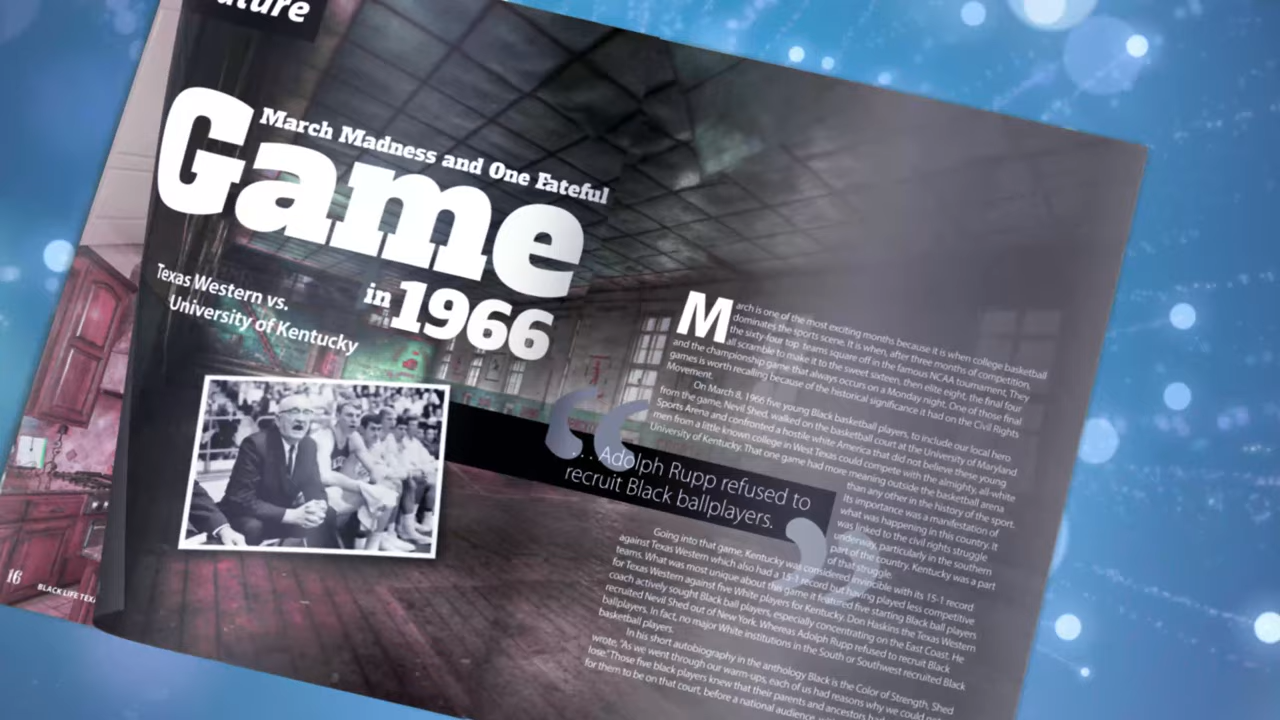 ature
March Madness and One Fateful
Game
in 1966
Texas Western vs.
University of Kentucky
March is one of the most exciting months because it is when college basketball
dominates the sports scene. It is when, after three months of competition,
the sixty-four top teams square off in the famous NCAA tournament, They
all scramble to make it to the sweet sixteen, then elite eight, the final four
and the championship game that always occurs on a Monday night. One of those final
games is worth recalling because of the historical significance it had on the Civil Rights
Movement.
On March 8, 1966 five young Black basketball players, to include our local hero
from the game, Nevil Shed, walked on the basketball court at the University of Maryland
Sports Arena and confronted a hostile white America that did not believe these young
men from a little known college in West Texas could compete with the almighty, all-white
University of Kentucky. That one game had more meaning outside the basketball arena
than any other in the history of the sport.
Its importance was a manifestation of
what was happening in this country. It
was linked to the civil rights struggle
underway, particularly in the southern
part of the country. Kentucky was a part
of that struggle.
“
... Adolph Rupp refused to
recruit Black ballplayers.
”
Going into that game, Kentucky was considered invincible with its 15-1 record
against Texas Western which also had a 15-1 record but having played less competitive
teams. What was most unique about this game it featured five starting Black ball players
for Texas Western against five White players for Kentucky. Don Haskins the Texas Western
coach actively sought Black ball players, especially concentrating on the East Coast. He
recruited Nevil Shed out of New York. Whereas Adolph Rupp refused to recruit Black
ballplayers. In fact, no major White institutions in the South or Southwest recruited Black
basketball players.
In his short autobiography in the anthology Black is the Color of Strength, Shed
wrote, "As we went through our warm-ups, each of us had reasons why we could not
lose." Those five black players knew that their parents and ancestors had
for them to be on that court, before a national audience,
16
BLACK LIFE TEXA